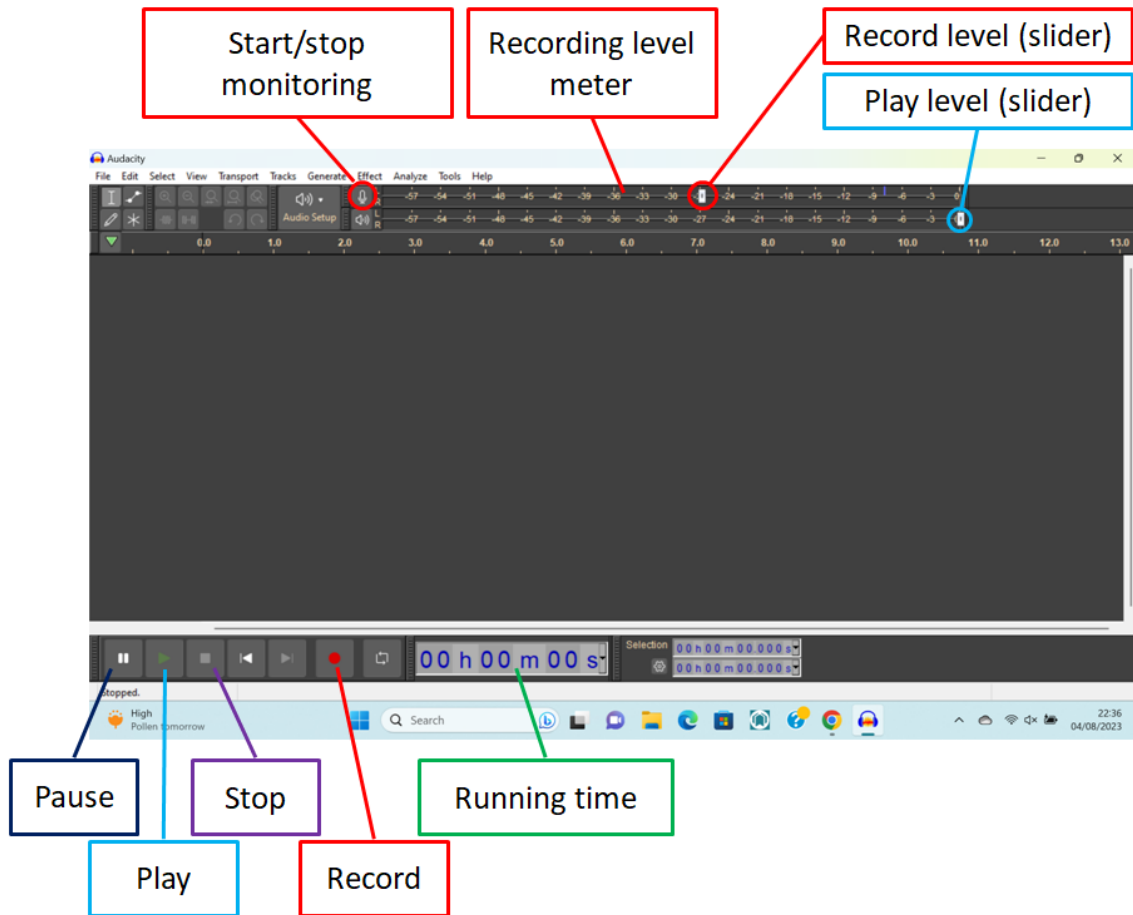 Start/stop
monitoring
Recording level
meter
Record level (slider)
Play level (slider)
Audacity
File Edit Select View Transport Tracks Generate Effect Analyze Tools Help
-57 -54 -51 -48 -45 -42 -39 -36 -33 -30 -24 -21 -18 -15 -12 -9 -6 -3 0
Audio Setup
L
R
-57 -54 -51 -48 -45 -42 -39 -36 -33 -30 -27 -24 -21 -18 -15 -12 -9 -6 -3
0.0 1.0 2.0 3.0 4.0 5.0 6.0 7.0 8.0 9.0 10.0 11.0 12.0 13.0
00 h 00 m 00 s
Selection
00 h 00 m 00.000 s
00 h 00 m 00.000 s
Stopped.
High
Pollen tomorrow
Search
22:36
04/08/2023
Pause
Stop
Running time
Play
Record